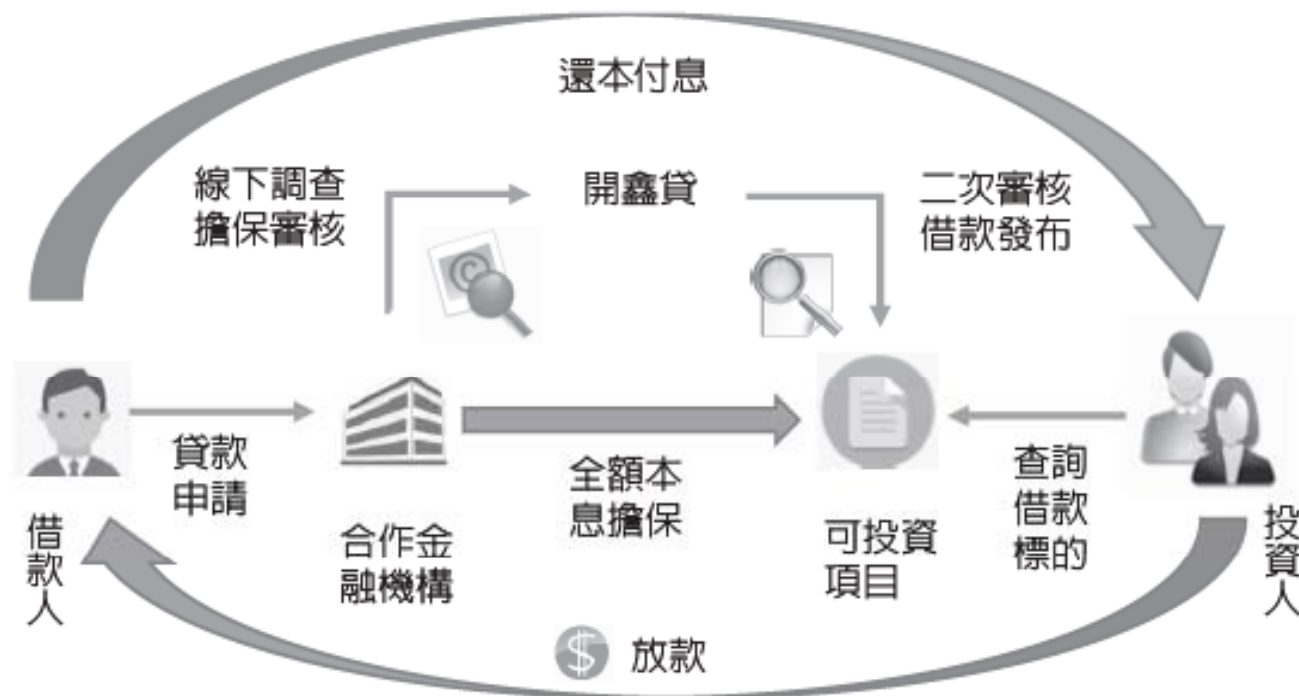 還本付息
線下調查
擔保審核
開鑫貸
二次審核
借款發布
貸款
申請
全額本
息擔保
查詢
借款
標的
借款人
合作金
融機構
可投資
項目
投資人
放款